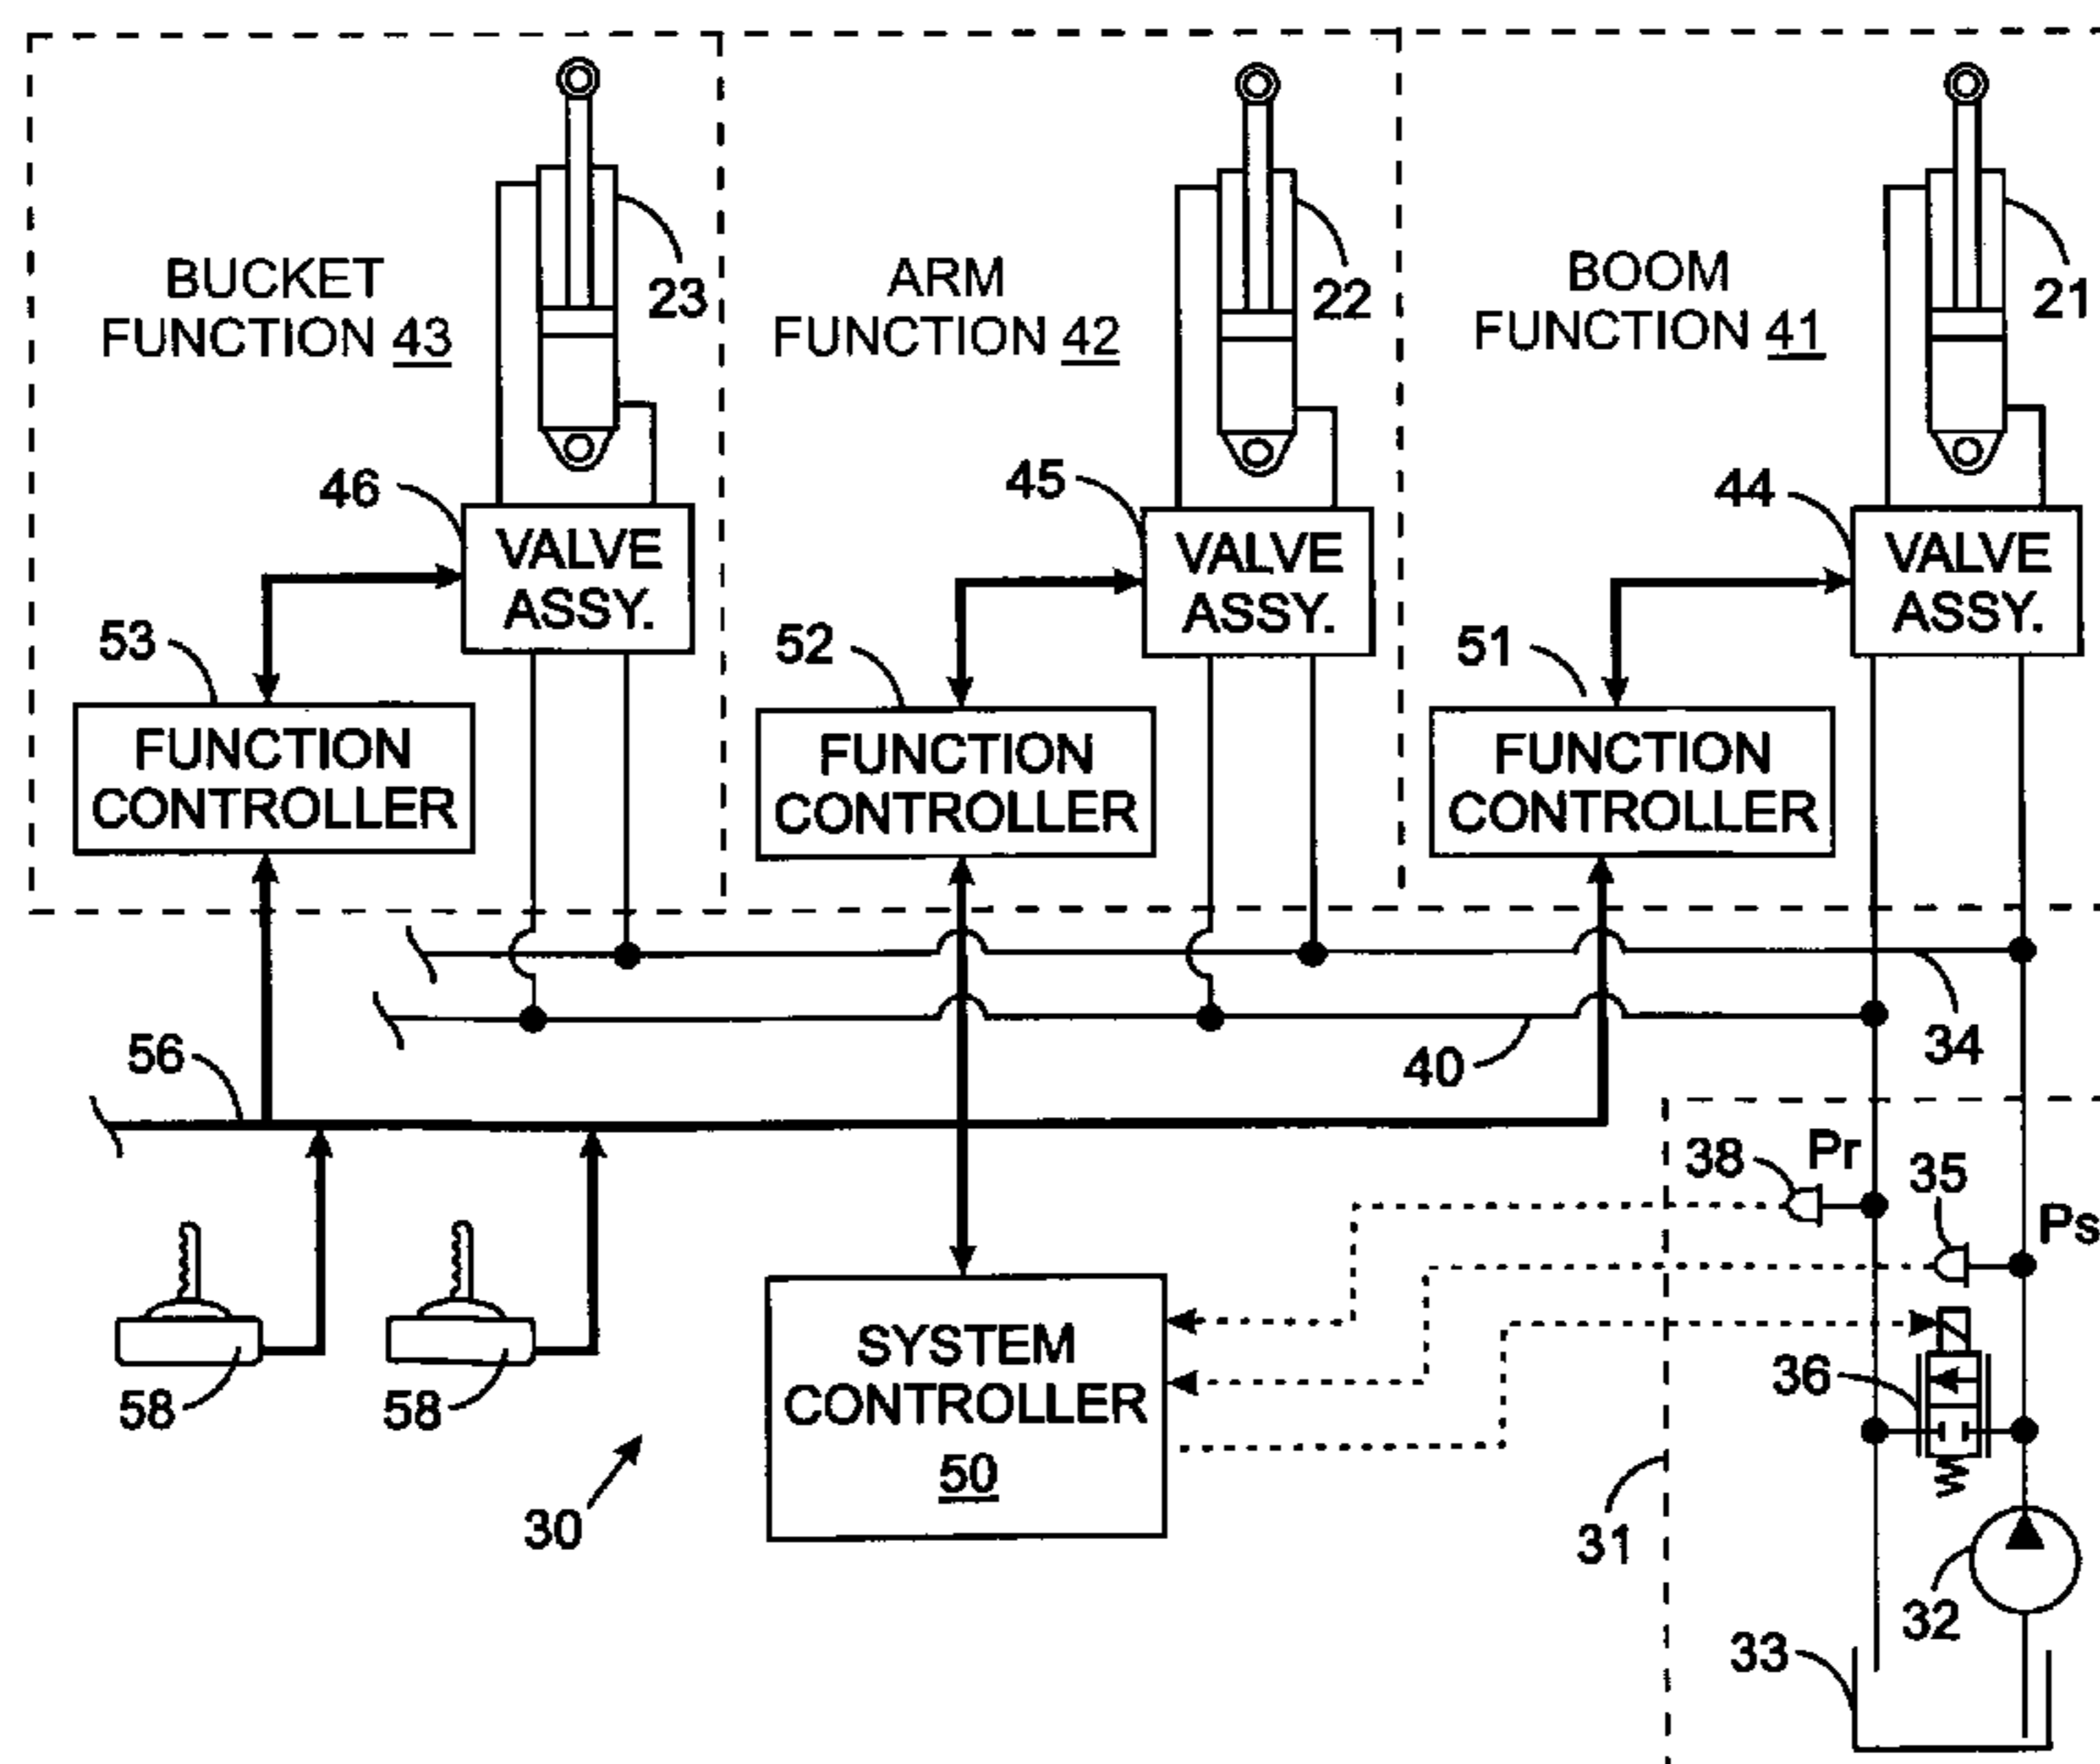 BUCKET
FUNCTION 43
23
ARM
FUNCTION 42
22
BOOM
FUNCTION 41
21
46
VALVE
ASSY.
45
VALVE
ASSY.
44
VALVE
ASSY.
53
FUNCTION
CONTROLLER
52
FUNCTION
CONTROLLER
51
FUNCTION
CONTROLLER
34
40
56
38
Pr
35
Ps
58
58
SYSTEM
CONTROLLER
50
36
30
31
32
33